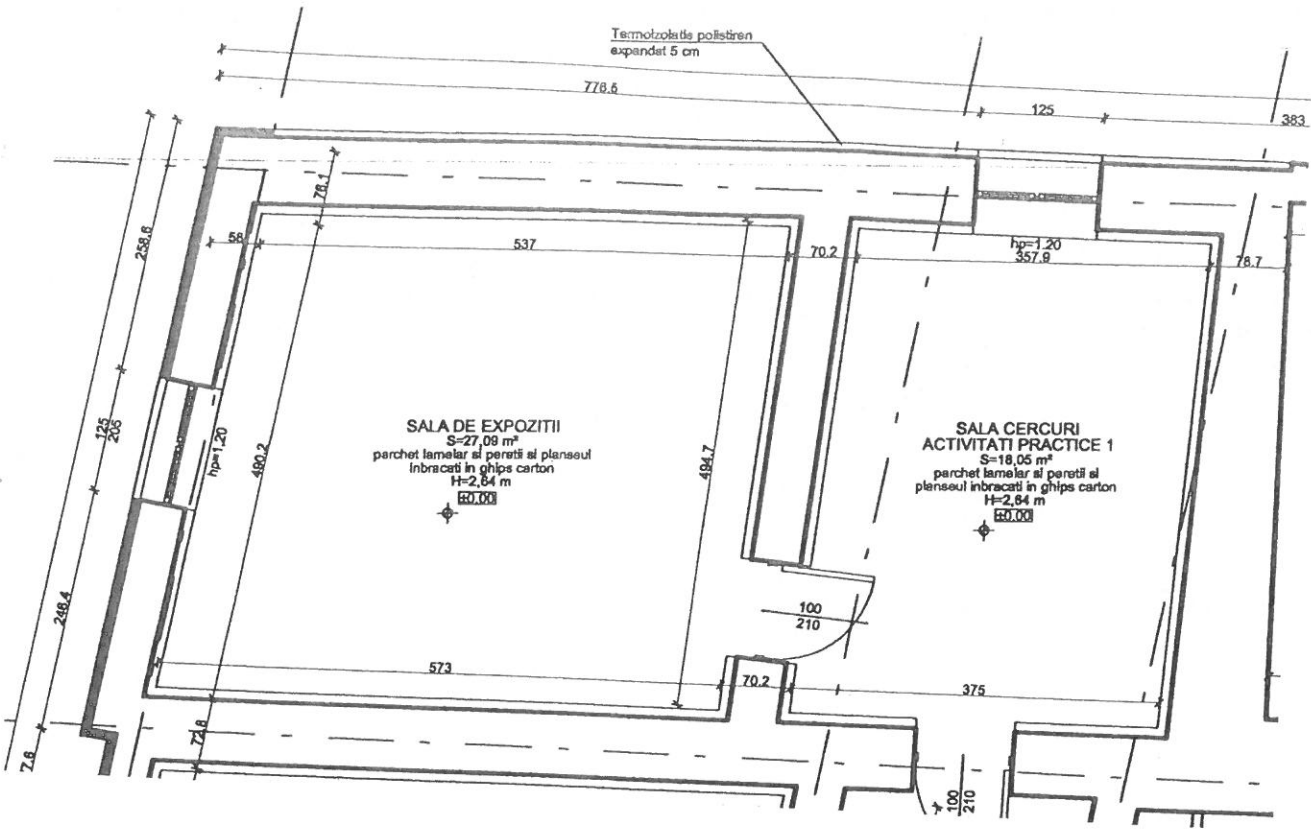 Termoizolatie polistiren
expandat 5 cm
778.5
125
383
76.1
258.6
58
537
70.2
hp=1.20
357.9
78.7
125
205
hp=1.20
490.2
494.7
SALA DE EXPOZITII
S=27,09 m²
parchet lamelar si peretii si planseul
inbracati in ghips carton
H=2,64 m
±0.00
SALA CERCURI
ACTIVITATI PRACTICE 1
S=18,05 m²
parchet lamelar si peretii si
planseul inbracati in ghips carton
H=2,64 m
±0.00
246.4
100
210
573
70.2
375
72.8
7.6
100
210